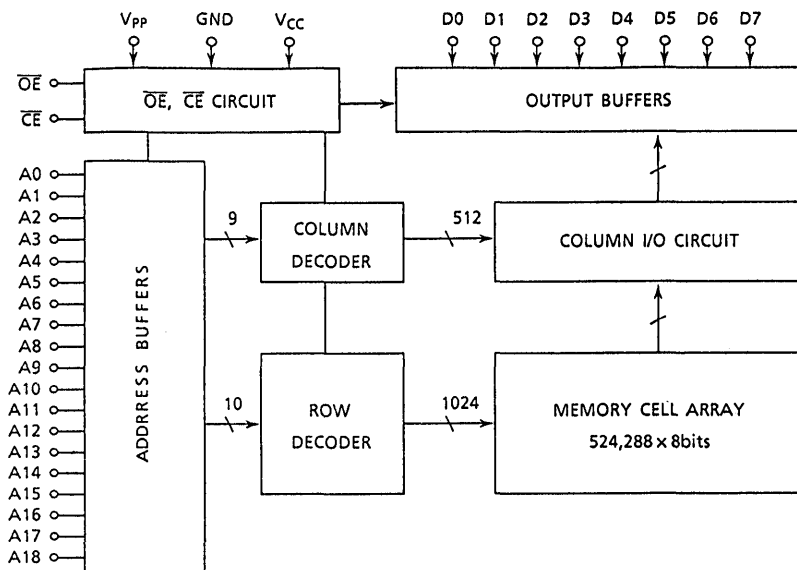 VPP GND VCC D0 D1 D2 D3 D4 D5 D6 D7
OE
CE
OE, CE CIRCUIT
OUTPUT BUFFERS
A0
A1
A2
A3
A4
A5
A6
A7
A8
A9
A10
A11
A12
A13
A14
A15
A16
A17
A18
ADDRRESS BUFFERS
9
COLUMN
DECODER
512
COLUMN I/O CIRCUIT
10
ROW
DECODER
1024
MEMORY CELL ARRAY
524,288 × 8bits